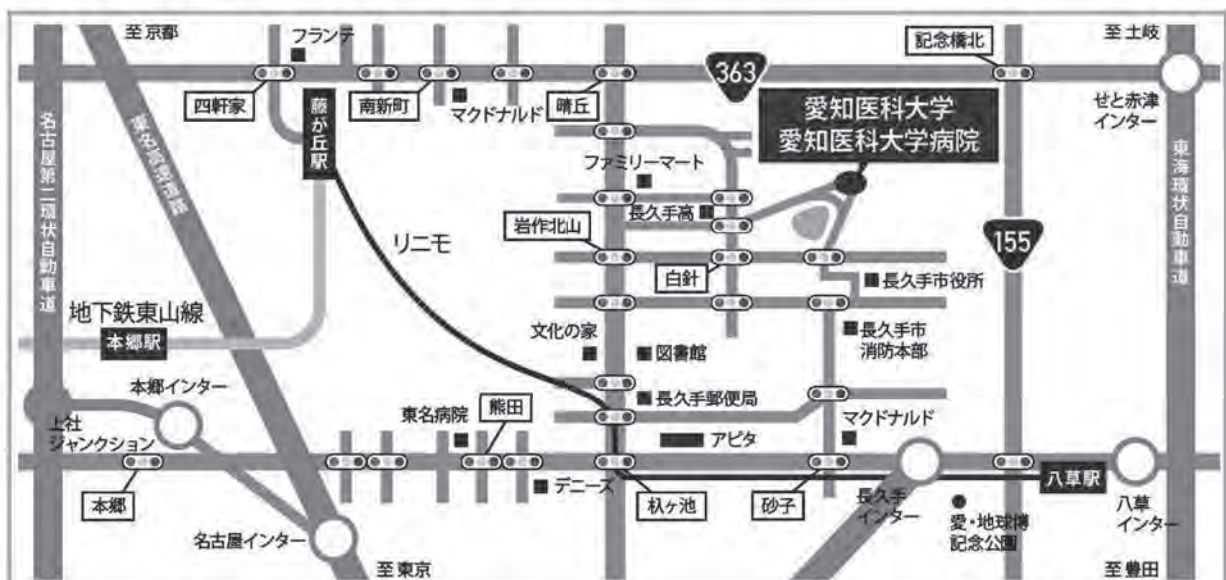 至京都
フランテ
記念橋北
至土岐
363
四軒家
南新町
マクドナルド
晴丘
愛知医科大学
愛知医科大学病院
せと赤津
インター
藤が丘駅
名古屋第二環状自動車道
東名高速道路
東海環状自動車道
ファミリーマート
長久手高
岩作北山
リニモ
155
白針
長久手市役所
地下鉄東山線
本郷駅
文化の家
図書館
長久手市
消防本部
本郷インター
長久手郵便局
東名病院
熊田
マクドナルド
上社
ジャンクション
アピタ
八草駅
本郷
デニーズ
杁ヶ池
砂子
長久手
インター
愛・地球博
記念公園
八草
インター
名古屋インター
至東京
至豊田